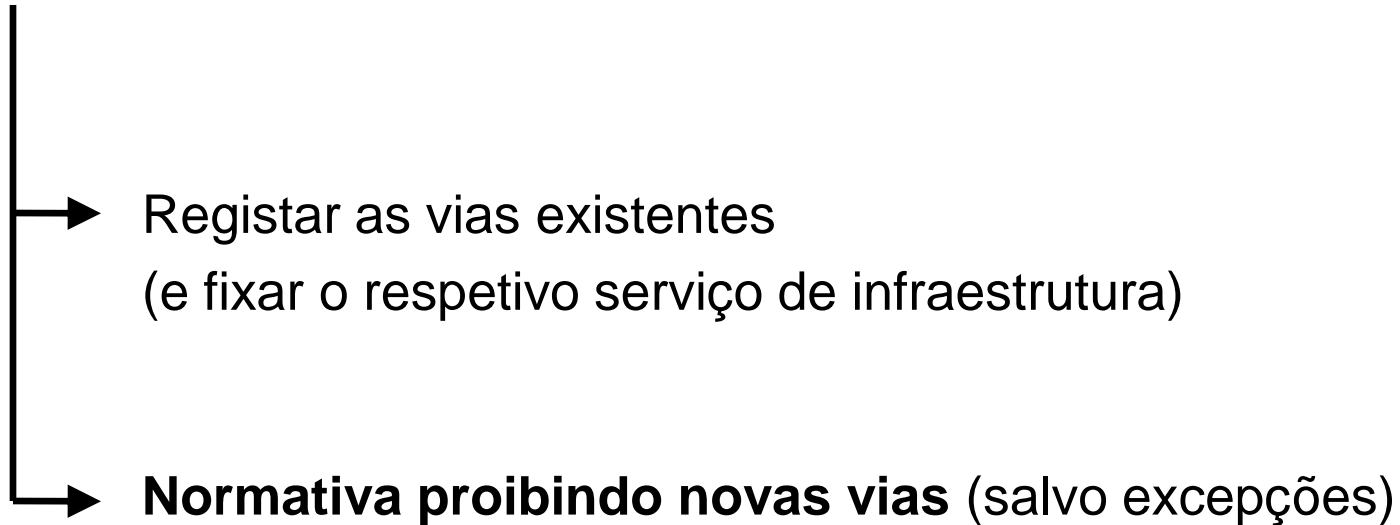 Registar as vias existentes
(e fixar o respetivo serviço de infraestrutura)
Normativa proibindo novas vias (salvo excepções)